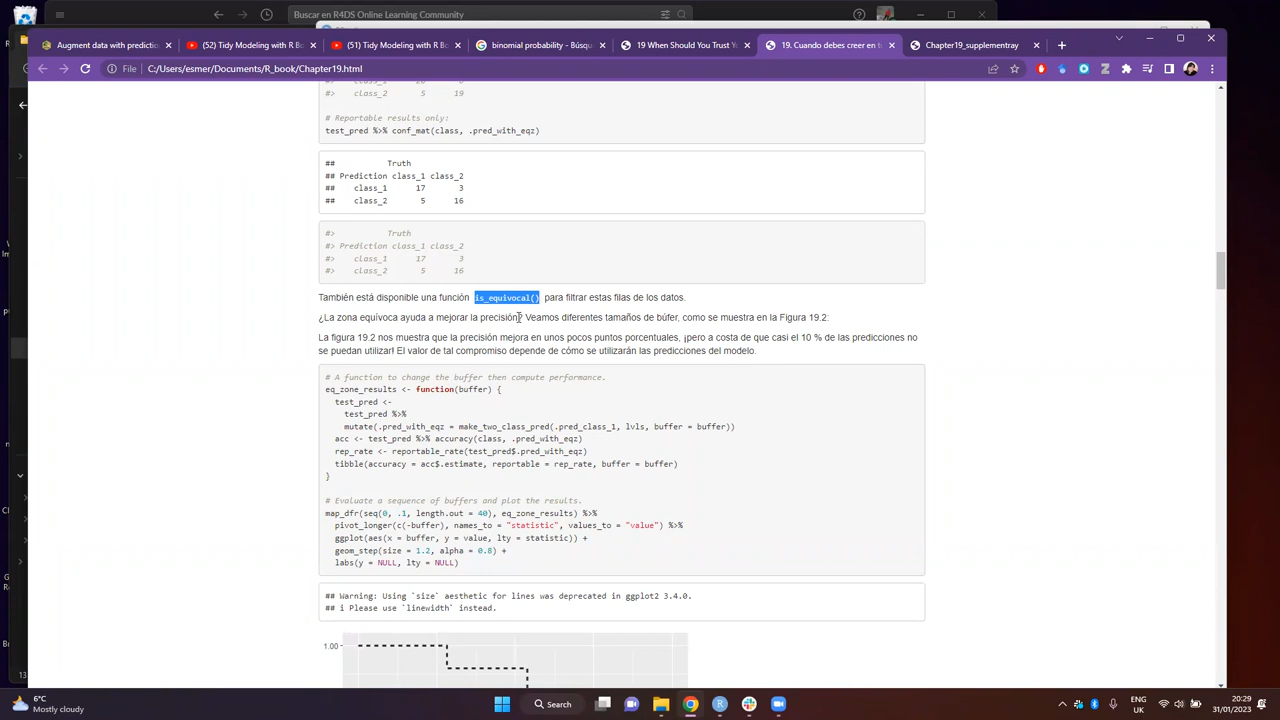 Buscar en R4DS Online Learning Community
Augment data with predicti
(52) Tidy Modeling with R Bo
(51) Tidy Modeling with R Bo
binomial probability - Búsqu
19 When Should You Trust Y
19. Cuando debes creer en t
Chapter19_supplementray
File
C:/Users/esmer/Documents/R_book/Chapter19.html
#> class_2 5 19
# Reportable results only:
test_pred %>% conf_mat(class, .pred_with_eqz)
## Truth
## Prediction class_1 class_2
## class_1 17 3
## class_2 5 16
#> Truth
#> Prediction class_1 class_2
#> class_1 17 3
#> class_2 5 16
También está disponible una función is_equivocal() para filtrar estas filas de los datos.
¿La zona equívoca ayuda a mejorar la precisión? Veamos diferentes tamaños de búfer, como se muestra en la Figura 19.2:
La figura 19.2 nos muestra que la precisión mejora en unos pocos puntos porcentuales, ¡pero a costa de que casi el 10 % de las predicciones no
se puedan utilizar! El valor de tal compromiso depende de cómo se utilizarán las predicciones del modelo.
# A function to change the buffer then compute performance.
eq_zone_results <- function(buffer) {
test_pred <-
test_pred %>%
mutate(.pred_with_eqz = make_two_class_pred(.pred_class_1, lvls, buffer = buffer))
acc <- test_pred %>% accuracy(class, .pred_with_eqz)
rep_rate <- reportable_rate(test_pred$.pred_with_eqz)
tibble(accuracy = acc$.estimate, reportable = rep_rate, buffer = buffer)
}
# Evaluate a sequence of buffers and plot the results.
map_dfr(seq(0, .1, length.out = 40), eq_zone_results) %>%
pivot_longer(c(-buffer), names_to = "statistic", values_to = "value") %>%
ggplot(aes(x = buffer, y = value, lty = statistic)) +
geom_step(size = 1.2, alpha = 0.8) +
labs(y = NULL, lty = NULL)
## Warning: Using `size` aesthetic for lines was deprecated in ggplot2 3.4.0.
## i Please use `linewidth` instead.
1.00
6°C
Mostly cloudy
Search
ENG
UK
20:29
31/01/2023